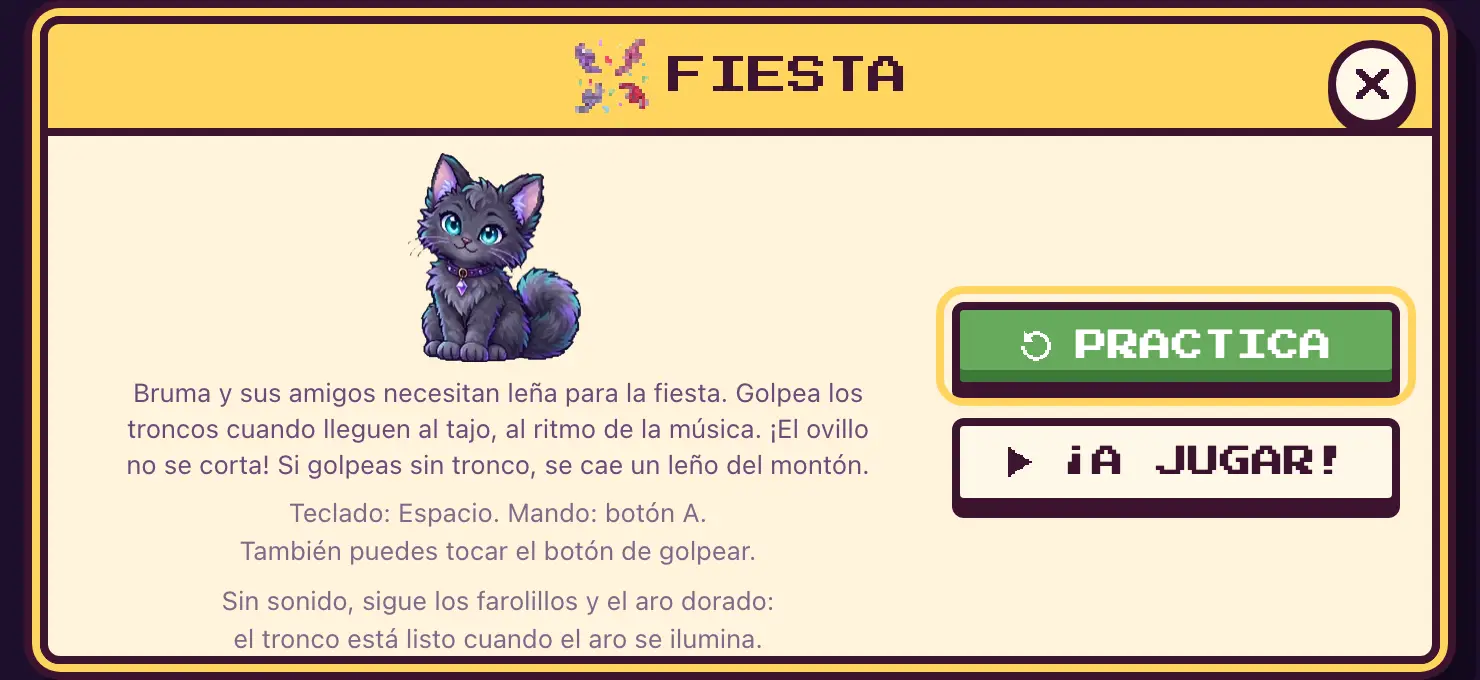 FIESTA
Bruma y sus amigos necesitan leña para la fiesta. Golpea los
troncos cuando lleguen al tajo, al ritmo de la música. ¡El ovillo
no se corta! Si golpeas sin tronco, se cae un leño del montón.
Teclado: Espacio. Mando: botón A.
También puedes tocar el botón de golpear.
Sin sonido, sigue los farolillos y el aro dorado:
el tronco está listo cuando el aro se ilumina.
PRACTICA
¡A JUGAR!